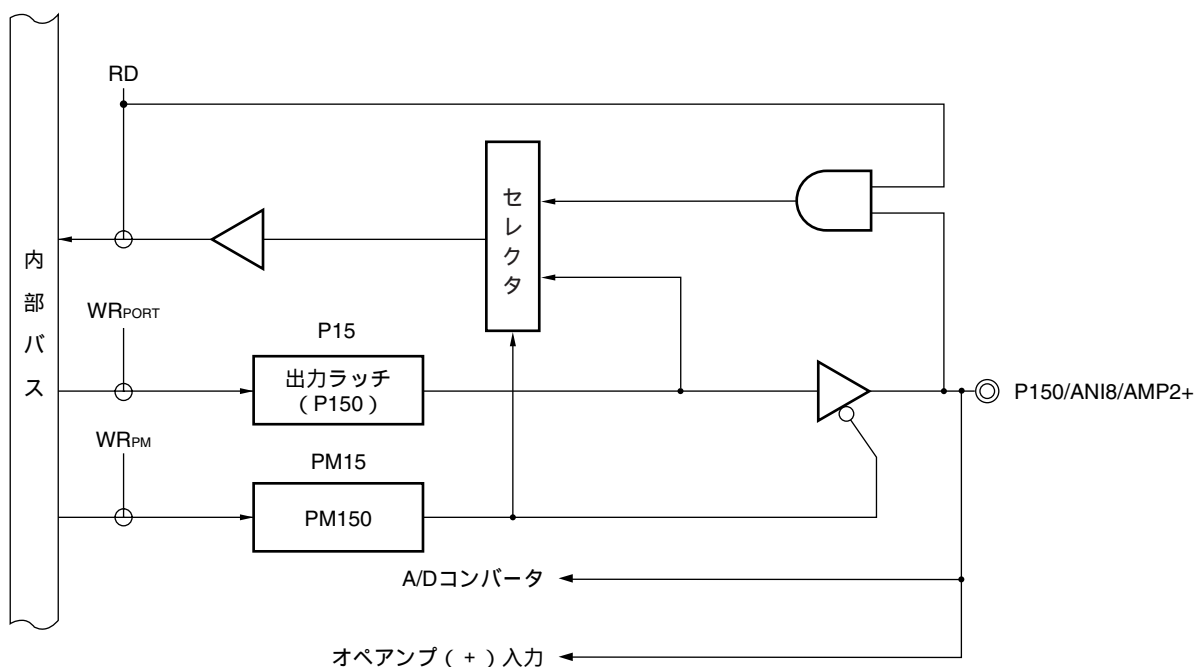 RD
セレクタ
内部バス
WRPORT
P15
出力ラッチ
( P150 )
P150/ANI8/AMP2+
WRPM
PM15
PM150
A/Dコンバータ
オペアンプ ( + ) 入力